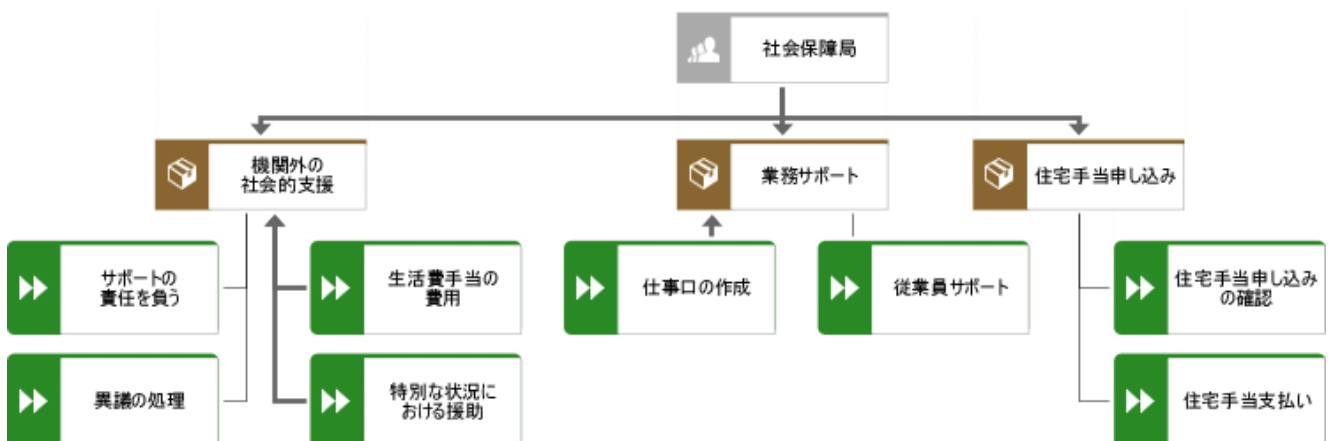 社会保障局
機関外の
社会的支援
業務サポート
住宅手当申し込み
サポートの
責任を負う
生活費手当の
費用
仕事口の作成
従業員サポート
住宅手当申し込み
の確認
異議の処理
特別な状況に
おける援助
住宅手当支払い